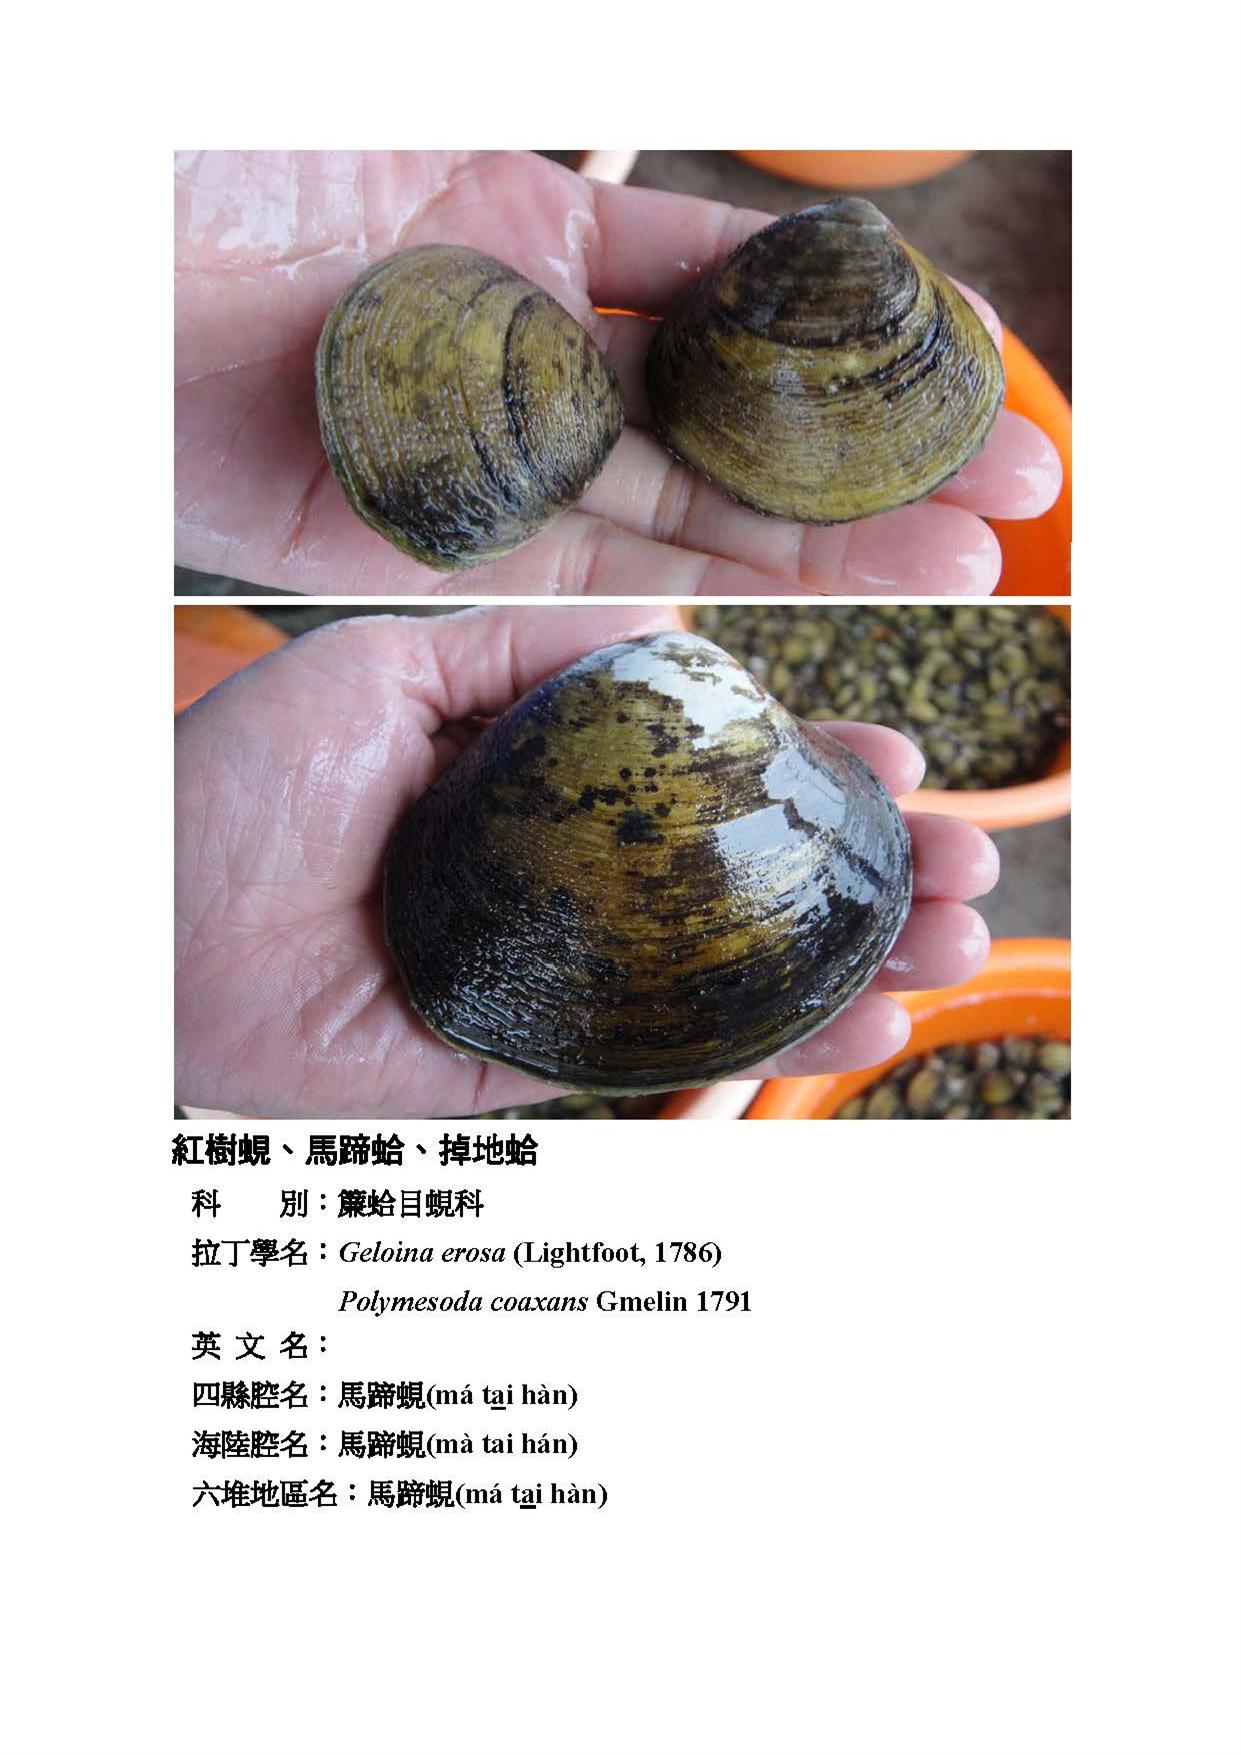 紅樹蜆、馬蹄蛤、掉地蛤
科　　別：簾蛤目蜆科
拉丁學名：Geloina erosa (Lightfoot, 1786)
Polymesoda coaxans Gmelin 1791
英 文 名：
四縣腔名：馬蹄蜆(má ta̲i hàn)
海陸腔名：馬蹄蜆(mà tai hán)
六堆地區名：馬蹄蜆(má ta̲i hàn)